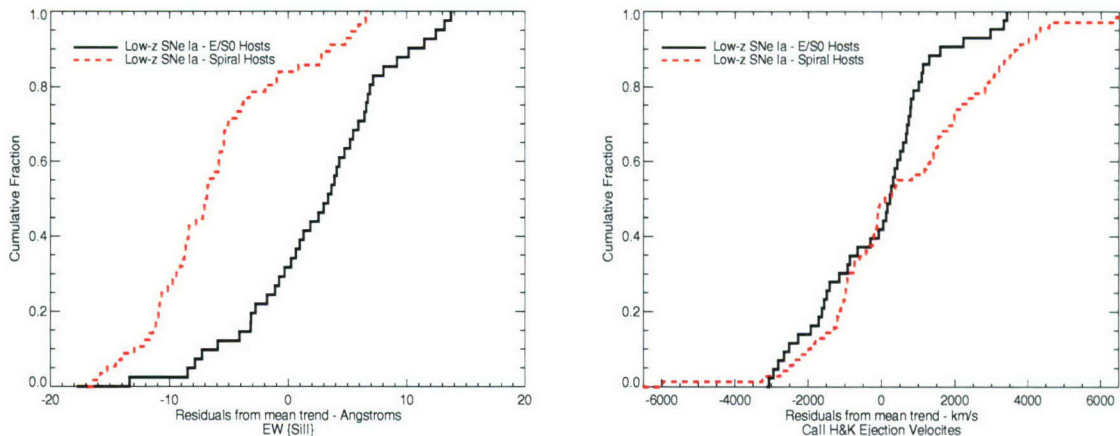 1.0
0.8
0.6
0.4
0.2
0.0
Cumulative Fraction
Low-z SNe Ia - E/S0 Hosts
Low-z SNe Ia - Spiral Hosts
-20 -10 0 10 20
Residuals from mean trend - Angstroms
EW {SiII}
1.0
0.8
0.6
0.4
0.2
0.0
Cumulative Fraction
Low-z SNe Ia - E/S0 Hosts
Low-z SNe Ia - Spiral Hosts
-6000 -4000 -2000 0 2000 4000 6000
Residuals from mean trend - km/s
CaII H&K Ejection Velocites